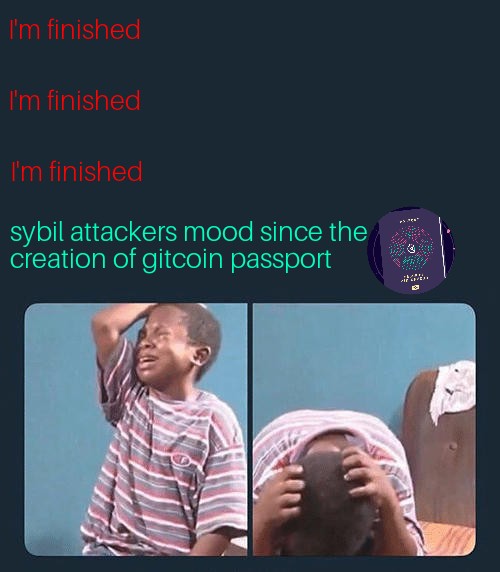 I'm finished
I'm finished
I'm finished
sybil attackers mood since the
creation of gitcoin passport